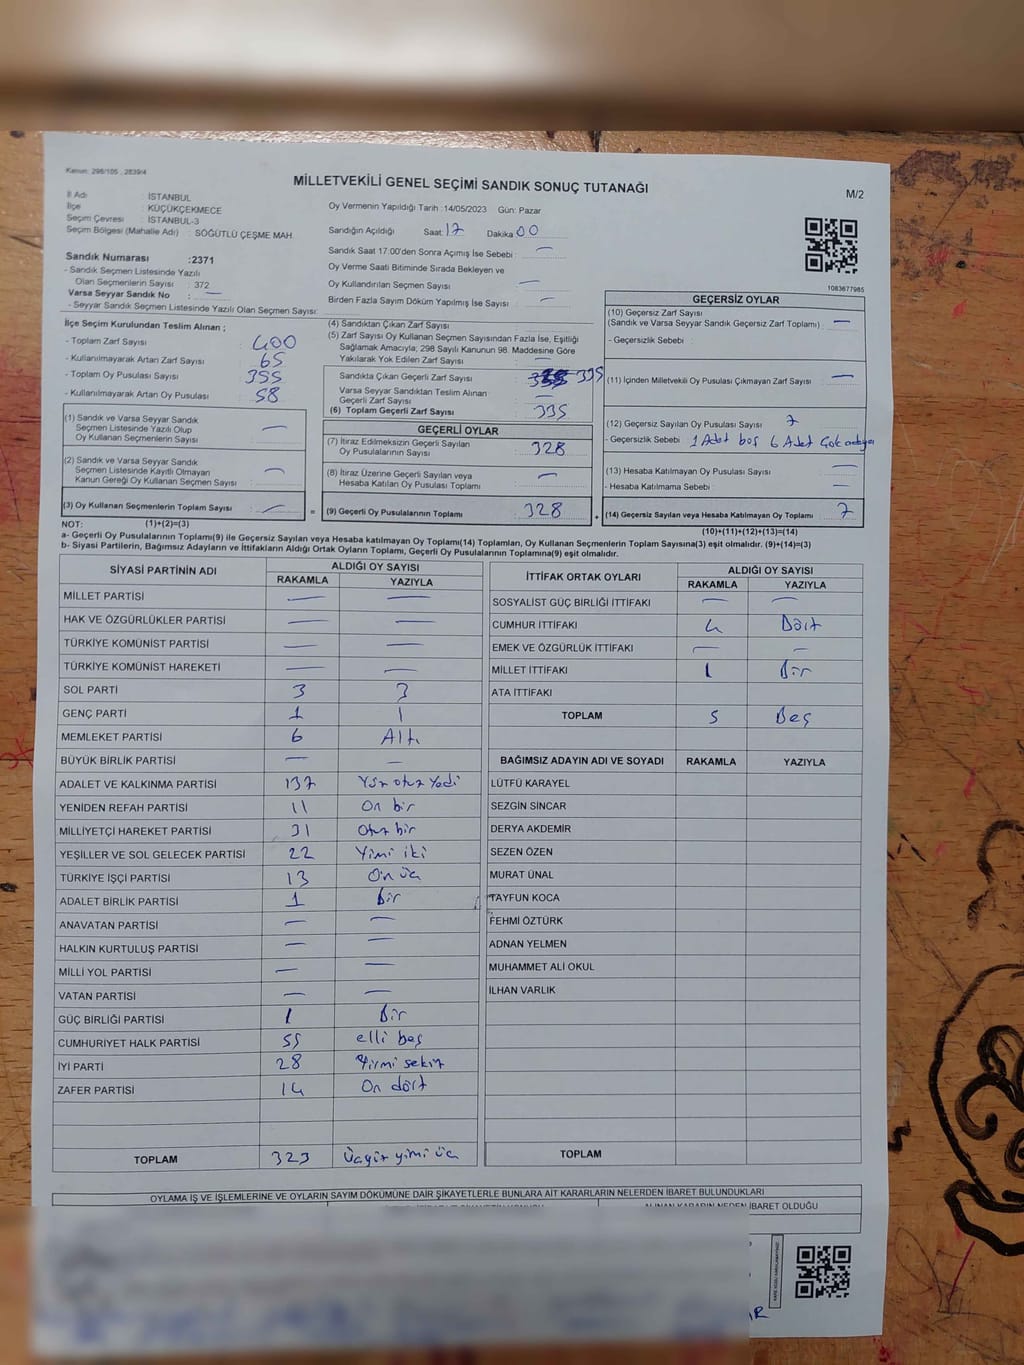 Kanun: 298/105 , 2839/4
MİLLETVEKİLİ GENEL SEÇİMİ SANDIK SONUÇ TUTANAĞI
M/2
İl Adı : İSTANBUL
İlçe : KÜÇÜKÇEKMECE
Seçim Çevresi : İSTANBUL-3
Seçim Bölgesi (Mahalle Adı) : SÖĞÜTLÜ ÇEŞME MAH.
Oy Vermenin Yapıldığı Tarih :14/05/2023 Gün: Pazar
Sandığın Açıldığı Saat: 17 Dakika 00
Sandık Saat 17:00'den Sonra Açımış İse Sebebi : —
Oy Verme Saati Bitiminde Sırada Bekleyen ve
Oy Kullandırılan Seçmen Sayısı : —
Birden Fazla Sayım Döküm Yapılmış İse Sayısı : —
1083677985
Sandık Numarası :2371
- Sandık Seçmen Listesinde Yazılı
Olan Seçmenlerin Sayısı : 372
Varsa Seyyar Sandık No : —
- Seyyar Sandık Seçmen Listesinde Yazılı Olan Seçmen Sayısı:
İlçe Seçim Kurulundan Teslim Alınan ;
- Toplam Zarf Sayısı : 400
- Kullanılmayarak Artan Zarf Sayısı : 65
- Toplam Oy Pusulası Sayısı : 355
- Kullanılmayarak Artan Oy Pusulası : 58
(1) Sandık ve Varsa Seyyar Sandık
Seçmen Listesinde Yazılı Olup
Oy Kullanan Seçmenlerin Sayısı : —
(2) Sandık ve Varsa Seyyar Sandık
Seçmen Listesinde Kayıtlı Olmayan
Kanun Gereği Oy Kullanan Seçmen Sayısı : —
(3) Oy Kullanan Seçmenlerin Toplam Sayısı : —
(4) Sandıktan Çıkan Zarf Sayısı :
(5) Zarf Sayısı Oy Kullanan Seçmen Sayısından Fazla İse, Eşitliği
Sağlamak Amacıyla; 298 Sayılı Kanunun 98. Maddesine Göre
Yakılarak Yok Edilen Zarf Sayısı : —
Sandıkta Çıkan Geçerli Zarf Sayısı : 335
Varsa Seyyar Sandıktan Teslim Alınan
Geçerli Zarf Sayısı : —
(6) Toplam Geçerli Zarf Sayısı : 335
GEÇERLİ OYLAR
(7) İtiraz Edilmeksizin Geçerli Sayılan
Oy Pusulalarının Sayısı : 328
(8) İtiraz Üzerine Geçerli Sayılan veya
Hesaba Katılan Oy Pusulası Toplamı : —
= (9) Geçerli Oy Pusulalarının Toplamı : 328 +
GEÇERSİZ OYLAR
(10) Geçersiz Zarf Sayısı
(Sandık ve Varsa Seyyar Sandık Geçersiz Zarf Toplamı) : —
- Geçersizlik Sebebi :
(11) İçinden Milletvekili Oy Pusulası Çıkmayan Zarf Sayısı : —
(12) Geçersiz Sayılan Oy Pusulası Sayısı : 7
- Geçersizlik Sebebi : 1 Adet boş 6 Adet
(13) Hesaba Katılmayan Oy Pusulası Sayısı : —
- Hesaba Katılmama Sebebi : —
(14) Geçersiz Sayılan veya Hesaba Katılmayan Oy Toplamı : 7
NOT: (1)+(2)=(3)
(10)+(11)+(12)+(13)=(14)
a- Geçerli Oy Pusulalarının Toplamı(9) ile Geçersiz Sayılan veya Hesaba katılmayan Oy Toplamı(14) Toplamları, Oy Kullanan Seçmenlerin Toplam Sayısına(3) eşit olmalıdır. (9)+(14)=(3)
b- Siyasi Partilerin, Bağımsız Adayların ve İttifakların Aldığı Ortak Oyların Toplamı, Geçerli Oy Pusulalarının Toplamına(9) eşit olmalıdır.
SİYASİ PARTİNİN ADI ALDIĞI OY SAYISI
RAKAMLA YAZIYLA
MİLLET PARTİSİ — —
HAK VE ÖZGÜRLÜKLER PARTİSİ — —
TÜRKİYE KOMÜNİST PARTİSİ — —
TÜRKİYE KOMÜNİST HAREKETİ — —
SOL PARTİ 3 3
GENÇ PARTİ 1 1
MEMLEKET PARTİSİ 6 Altı
BÜYÜK BİRLİK PARTİSİ — —
ADALET VE KALKINMA PARTİSİ 137 Yüz otuz yedi
YENİDEN REFAH PARTİSİ 11 On bir
MİLLİYETÇİ HAREKET PARTİSİ 31 Otuz bir
YEŞİLLER VE SOL GELECEK PARTİSİ 22 Yimi iki
TÜRKİYE İŞÇİ PARTİSİ 13 On üç
ADALET BİRLİK PARTİSİ 1 Bir
ANAVATAN PARTİSİ — —
HALKIN KURTULUŞ PARTİSİ — —
MİLLİ YOL PARTİSİ — —
VATAN PARTİSİ — —
GÜÇ BİRLİĞİ PARTİSİ 1 Bir
CUMHURİYET HALK PARTİSİ 55 elli beş
İYİ PARTİ 28 Yirmi sekiz
ZAFER PARTİSİ 14 On dört
TOPLAM 323 Üçyüz yimi üç
İTTİFAK ORTAK OYLARI ALDIĞI OY SAYISI
RAKAMLA YAZIYLA
SOSYALİST GÜÇ BİRLİĞİ İTTİFAKI — —
CUMHUR İTTİFAKI 4 Dört
EMEK VE ÖZGÜRLÜK İTTİFAKI — —
MİLLET İTTİFAKI 1 Bir
ATA İTTİFAKI
TOPLAM 5 Beş
BAĞIMSIZ ADAYIN ADI VE SOYADI RAKAMLA YAZIYLA
LÜTFÜ KARAYEL
SEZGİN SİNCAR
DERYA AKDEMİR
SEZEN ÖZEN
MURAT ÜNAL
TAYFUN KOCA
FEHMİ ÖZTÜRK
ADNAN YELMEN
MUHAMMET ALİ OKUL
İLHAN VARLIK
TOPLAM
OYLAMA İŞ VE İŞLEMLERİNE VE OYLARIN SAYIM DÖKÜMÜNE DAİR ŞİKAYETLERLE BUNLARA AİT KARARLARIN NELERDEN İBARET BULUNDUKLARI
ALINAN KARARIN NEDEN İBARET OLDUĞU